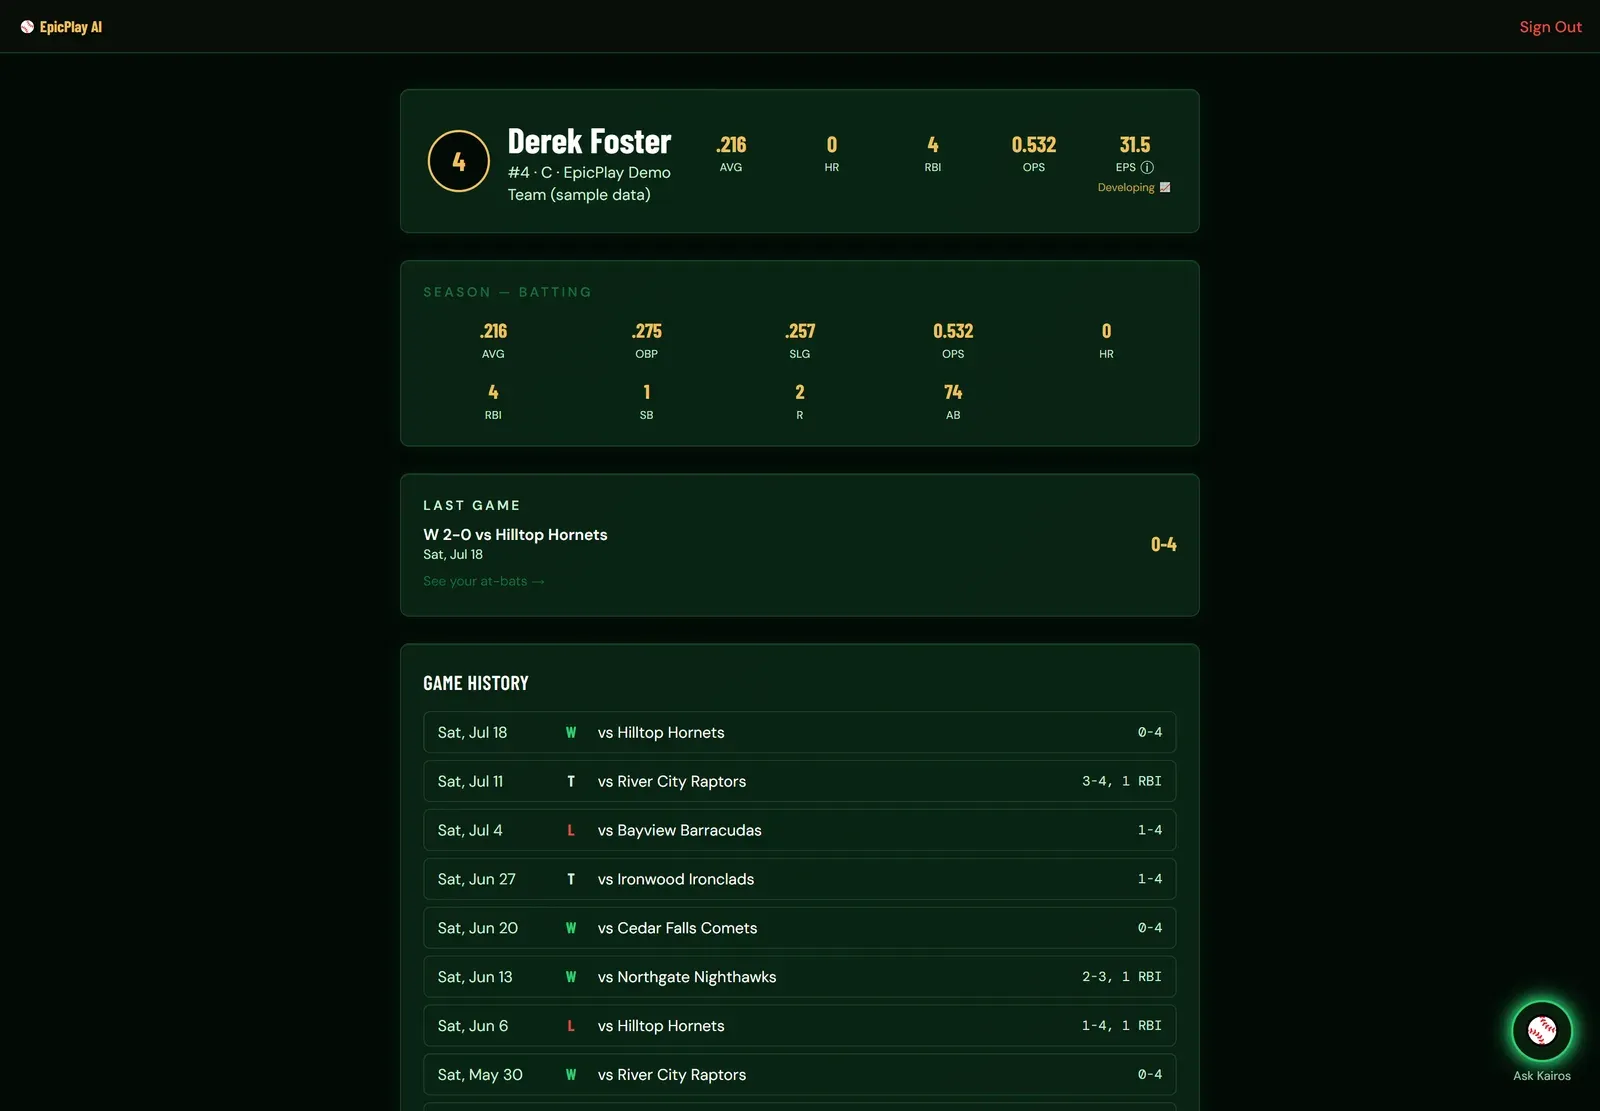 EpicPlay AI
Sign Out
4
Derek Foster
#4 · C · EpicPlay Demo
Team (sample data)
.216
AVG
0
HR
4
RBI
0.532
OPS
31.5
EPS ⓘ
Developing
SEASON — BATTING
.216
AVG
.275
OBP
.257
SLG
0.532
OPS
0
HR
4
RBI
1
SB
2
R
74
AB
LAST GAME
W 2-0 vs Hilltop Hornets
Sat, Jul 18
See your at-bats →
0-4
GAME HISTORY
Sat, Jul 18 W vs Hilltop Hornets 0-4
Sat, Jul 11 T vs River City Raptors 3-4, 1 RBI
Sat, Jul 4 L vs Bayview Barracudas 1-4
Sat, Jun 27 T vs Ironwood Ironclads 1-4
Sat, Jun 20 W vs Cedar Falls Comets 0-4
Sat, Jun 13 W vs Northgate Nighthawks 2-3, 1 RBI
Sat, Jun 6 L vs Hilltop Hornets 1-4, 1 RBI
Sat, May 30 W vs River City Raptors 0-4
Ask Kairos